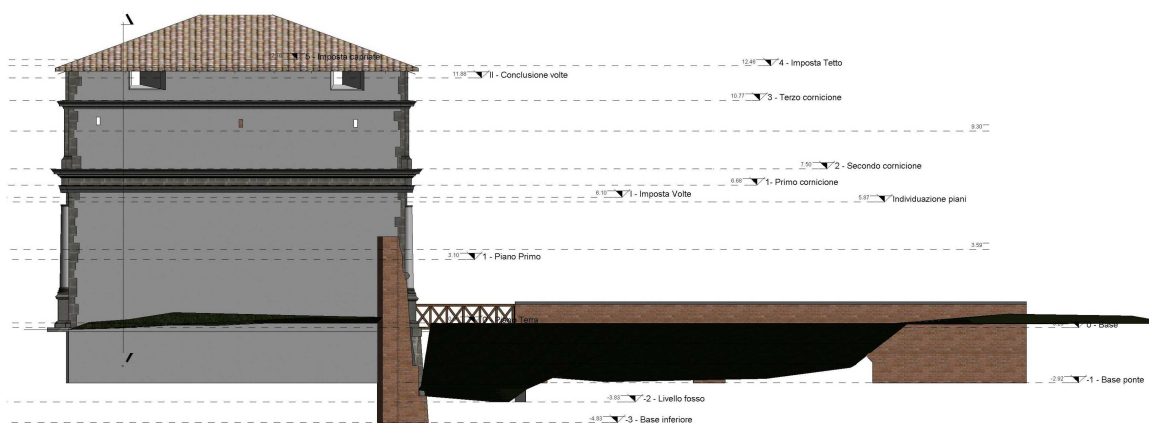 5 - Imposta capriate
12.46 4 - Imposta Tetto
11.88 II - Conclusione volte
10.77 3 - Terzo cornicione
9.30
7.50 2 - Secondo cornicione
6.68 1- Primo cornicione
6.10 I - Imposta Volte
5.87 Individuazione piani
3.59
3.10 1 - Piano Primo
Terra
0 - Base
-2.92 -1 - Base ponte
-3.83 -2 - Livello fosso
-4.83 -3 - Base inferiore